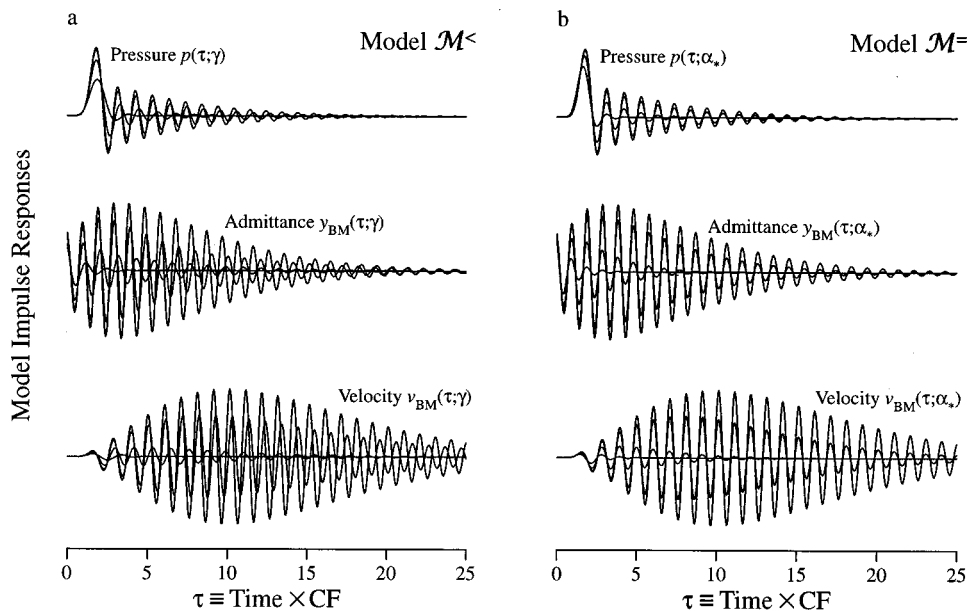 a
Model ℳ<
Pressure p(τ;γ)
Admittance yBM(τ;γ)
Velocity vBM(τ;γ)
0 5 10 15 20 25
τ ≡ Time × CF
b
Model ℳ=
Pressure p(τ;α*)
Admittance yBM(τ;α*)
Velocity vBM(τ;α*)
0 5 10 15 20 25
τ ≡ Time × CF
Model Impulse Responses